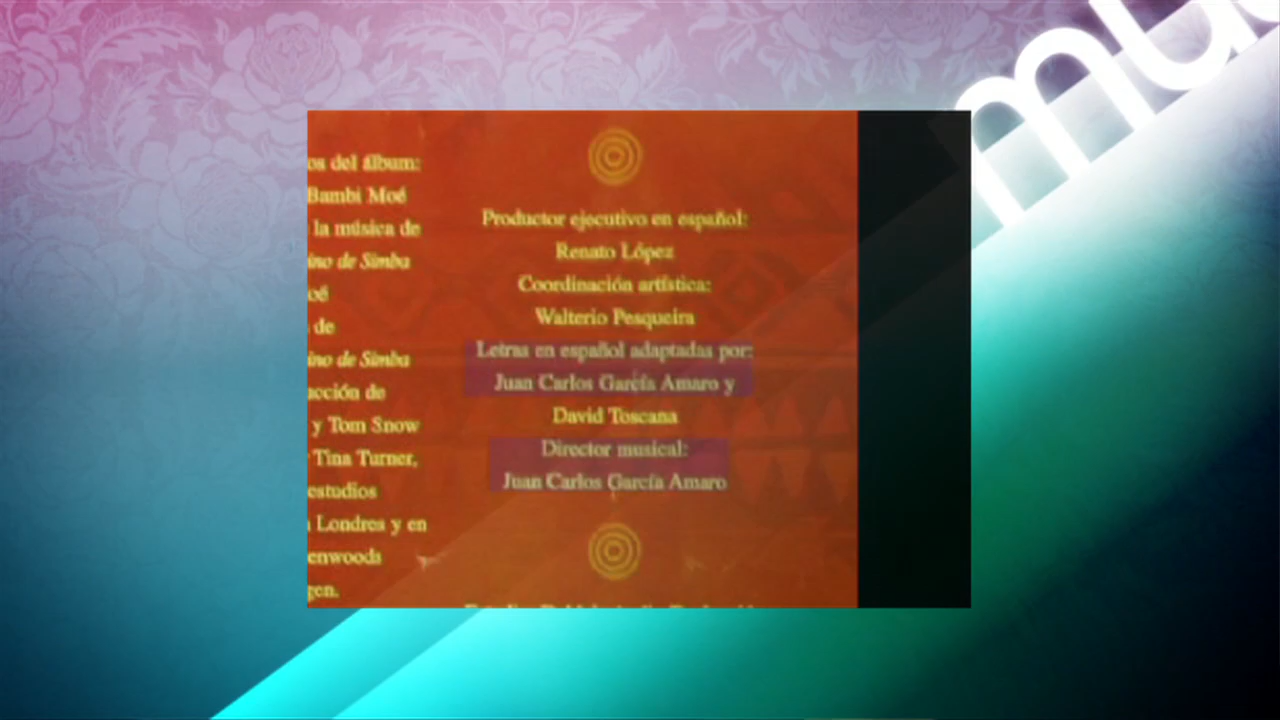 mu
os del álbum:
Bambi Moé
la música de
ino de Simba
oé
de
ino de Simba
ucción de
y Tom Snow
Tina Turner,
estudios
Londres y en
enwoods
gen.
Productor ejecutivo en español:
Renato López
Coordinación artística:
Walterio Pesqueira
Letras en español adaptadas por:
Juan Carlos García Amaro y
David Toscana
Director musical:
Juan Carlos García Amaro